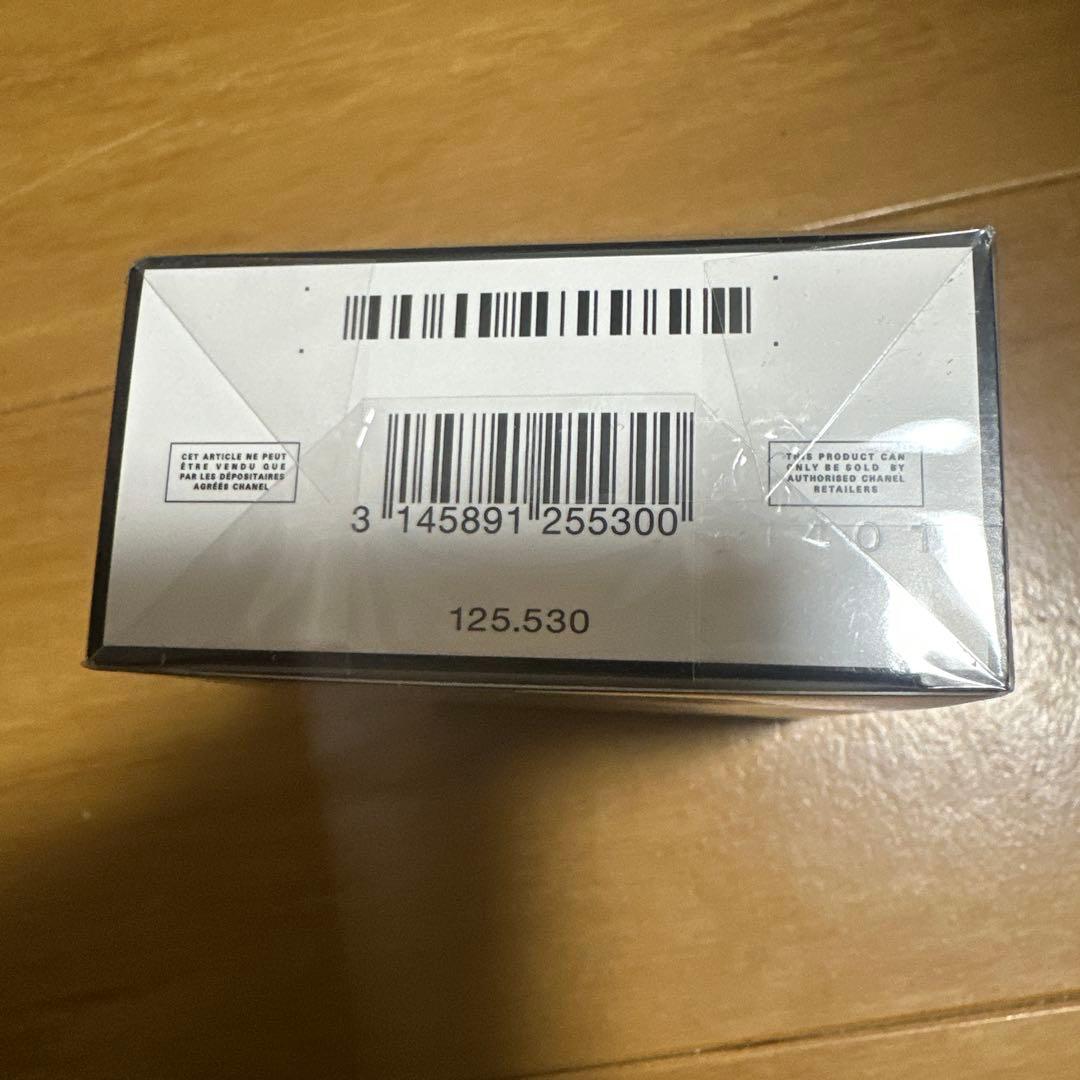 CET ARTICLE NE PEUT
ÊTRE VENDU QUE
PAR LES DÉPOSITAIRES
AGRÉÉS CHANEL
THIS PRODUCT CAN
ONLY BE SOLD BY
AUTHORISED CHANEL
RETAILERS
3 145891 255300
125.530